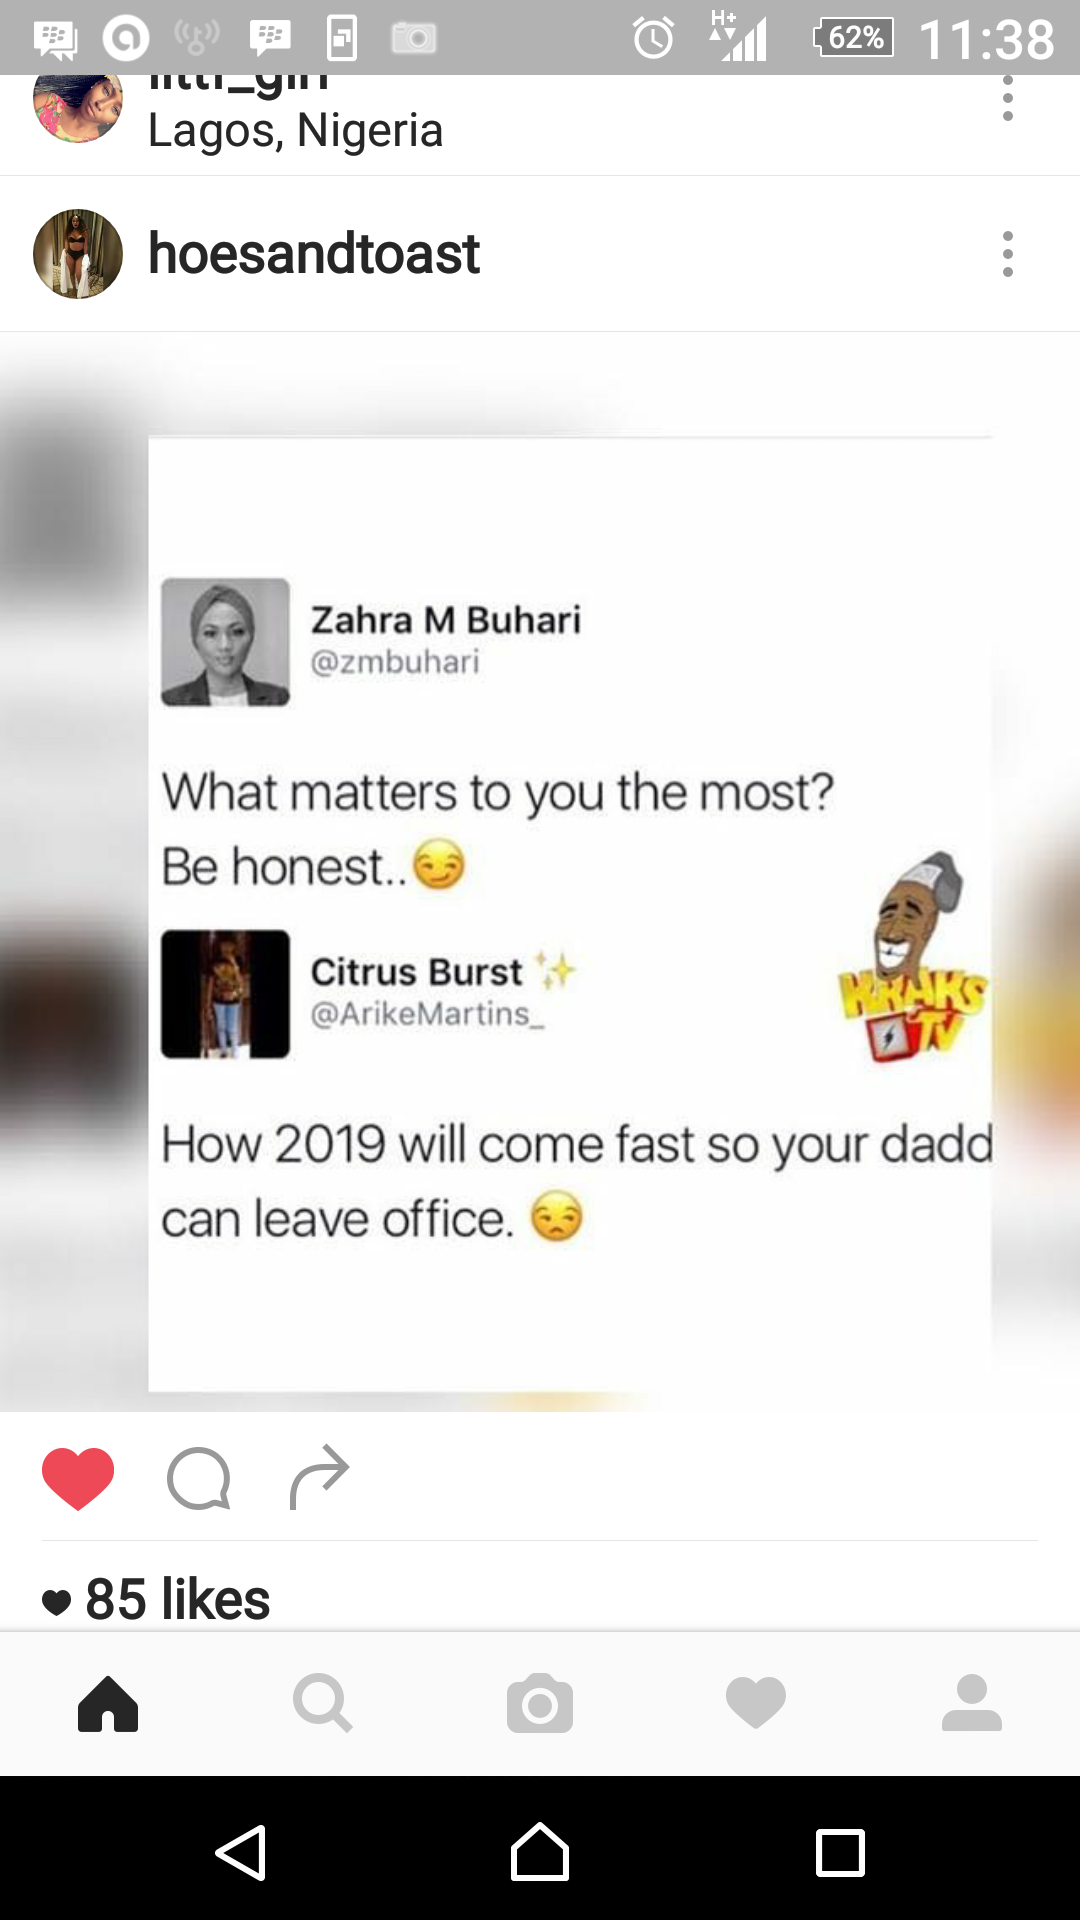 62% 11:38
Lagos, Nigeria
hoesandtoast
Zahra M Buhari
@zmbuhari
What matters to you the most?
Be honest..😏
Citrus Burst ✨
@ArikeMartins_
KRAKS
TV
How 2019 will come fast so your dadd
can leave office. 😒
85 likes